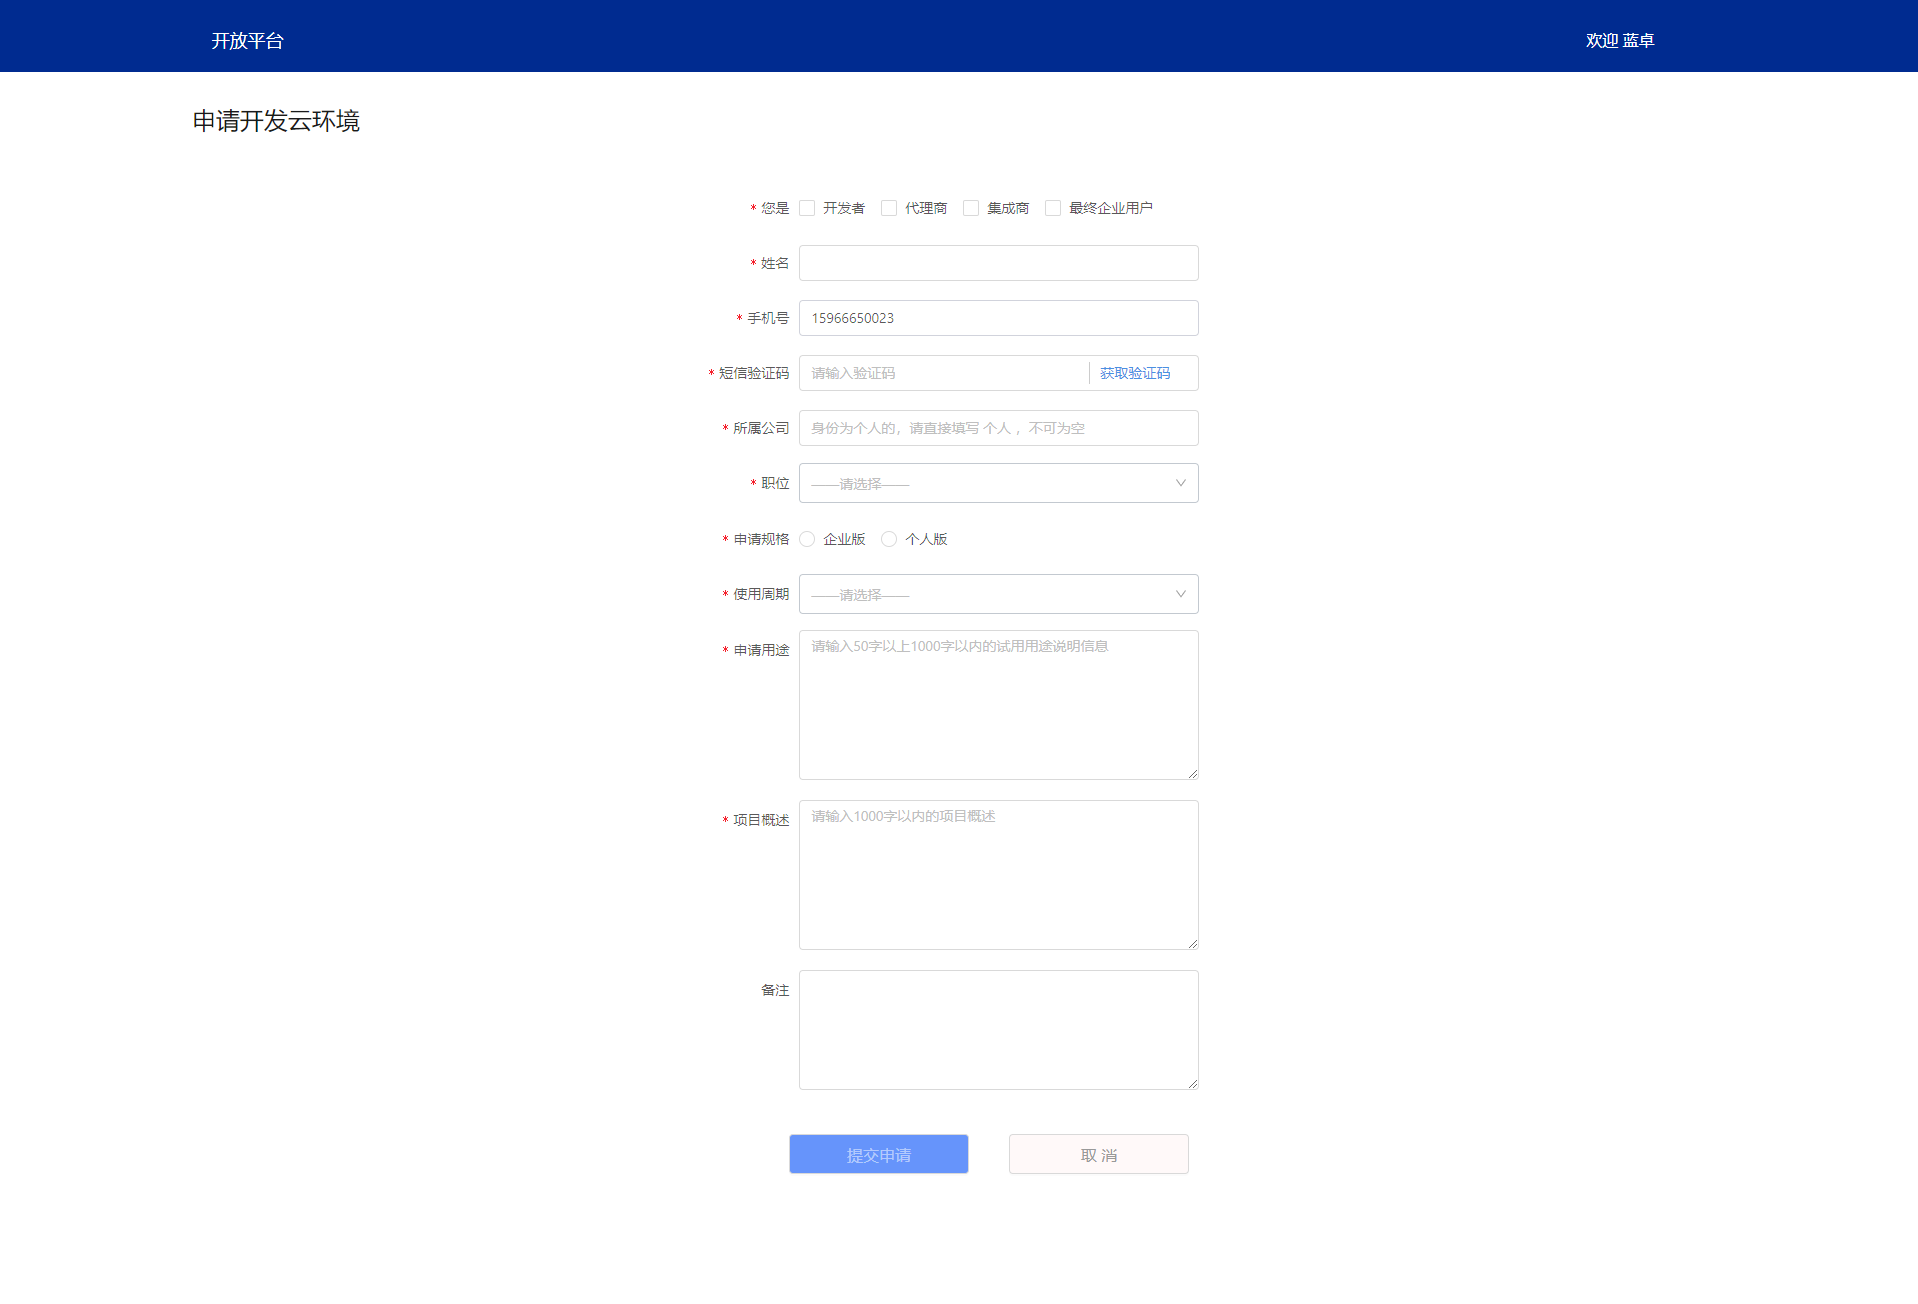 开放平台 欢迎 蓝卓
申请开发云环境
* 您是 开发者 代理商 集成商 最终企业用户
* 姓名
* 手机号 15966650023
* 短信验证码 请输入验证码 获取验证码
* 所属公司 身份为个人的，请直接填写 个人 ，不可为空
* 职位 ——请选择——
* 申请规格 企业版 个人版
* 使用周期 ——请选择——
* 申请用途 请输入50字以上1000字以内的试用用途说明信息
* 项目概述 请输入1000字以内的项目概述
备注
提交申请 取 消